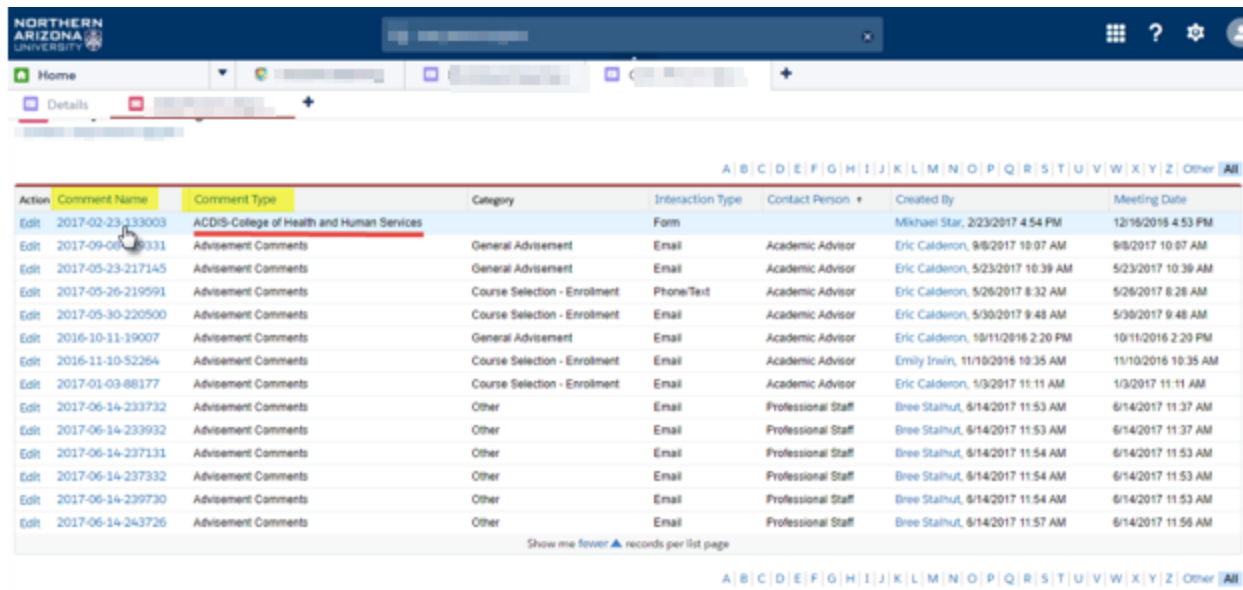 NORTHERN
ARIZONA
UNIVERSITY
?
Home
Details
A | B | C | D | E | F | G | H | I | J | K | L | M | N | O | P | Q | R | S | T | U | V | W | X | Y | Z | Other All
Action Comment Name Comment Type Category Interaction Type Contact Person Created By Meeting Date
Edit 2017-02-23-133003 ACDIS-College of Health and Human Services Form Mikhael Star, 2/23/2017 4:54 PM 12/16/2016 4:53 PM
Edit Advisement Comments General Advisement Email Academic Advisor Eric Calderon, 9/8/2017 10:07 AM 9/8/2017 10:07 AM
Edit 2017-05-23-217145 Advisement Comments General Advisement Email Academic Advisor Eric Calderon, 5/23/2017 10:39 AM 5/23/2017 10:39 AM
Edit 2017-05-26-219591 Advisement Comments Course Selection - Enrollment Phone/Text Academic Advisor Eric Calderon, 5/26/2017 8:32 AM 5/26/2017 8:28 AM
Edit 2017-05-30-220500 Advisement Comments Course Selection - Enrollment Email Academic Advisor Eric Calderon, 5/30/2017 9:48 AM 5/30/2017 9:48 AM
Edit 2016-10-11-19007 Advisement Comments General Advisement Email Academic Advisor Eric Calderon, 10/11/2016 2:20 PM 10/11/2016 2:20 PM
Edit 2016-11-10-52264 Advisement Comments Course Selection - Enrollment Email Academic Advisor Emily Irwin, 11/10/2016 10:35 AM 11/10/2016 10:35 AM
Edit 2017-01-03-88177 Advisement Comments Course Selection - Enrollment Email Academic Advisor Eric Calderon, 1/3/2017 11:11 AM 1/3/2017 11:11 AM
Edit 2017-06-14-233732 Advisement Comments Other Email Professional Staff Bree Stalhut, 6/14/2017 11:53 AM 6/14/2017 11:37 AM
Edit 2017-06-14-233932 Advisement Comments Other Email Professional Staff Bree Stalhut, 6/14/2017 11:53 AM 6/14/2017 11:37 AM
Edit 2017-06-14-237131 Advisement Comments Other Email Professional Staff Bree Stalhut, 6/14/2017 11:54 AM 6/14/2017 11:53 AM
Edit 2017-06-14-237332 Advisement Comments Other Email Professional Staff Bree Stalhut, 6/14/2017 11:54 AM 6/14/2017 11:53 AM
Edit 2017-06-14-239730 Advisement Comments Other Email Professional Staff Bree Stalhut, 6/14/2017 11:54 AM 6/14/2017 11:53 AM
Edit 2017-06-14-243726 Advisement Comments Other Email Professional Staff Bree Stalhut, 6/14/2017 11:57 AM 6/14/2017 11:56 AM
Show me fewer ▲ records per list page
A | B | C | D | E | F | G | H | I | J | K | L | M | N | O | P | Q | R | S | T | U | V | W | X | Y | Z | Other All